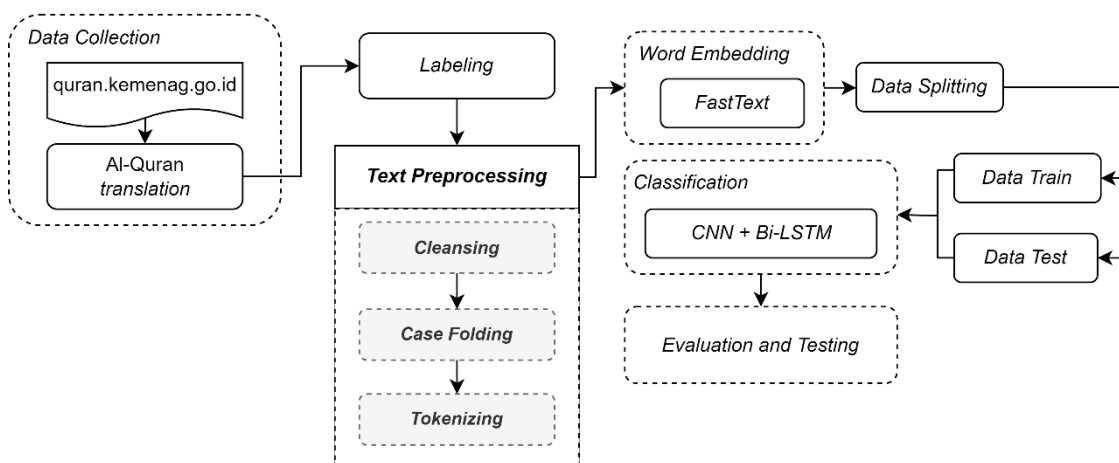 Data Collection
quran.kemenag.go.id
Al-Quran
translation
Labeling
Text Preprocessing
Cleansing
Case Folding
Tokenizing
Word Embedding
FastText
Data Splitting
Data Train
Data Test
Classification
CNN + Bi-LSTM
Evaluation and Testing